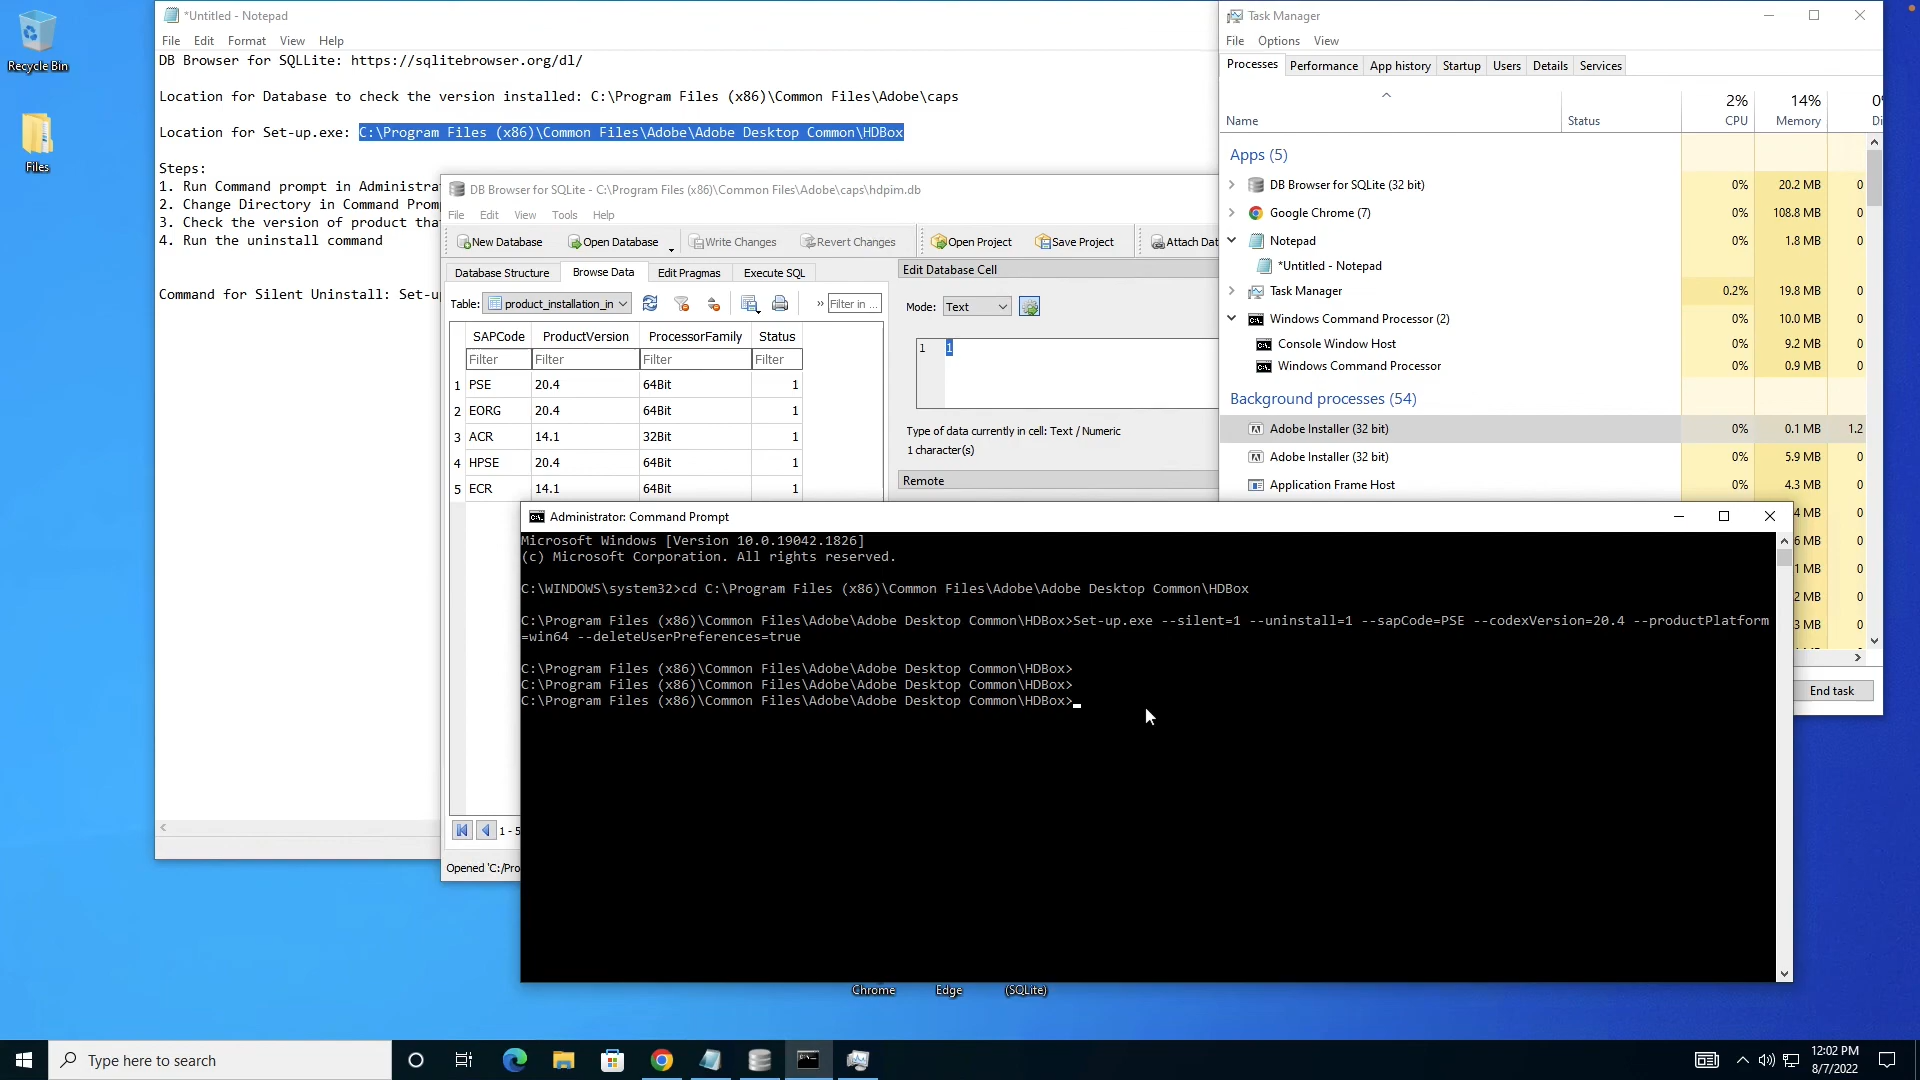 Recycle Bin
Files
*Untitled - Notepad
File Edit Format View Help
DB Browser for SQLLite: https://sqlitebrowser.org/dl/
Location for Database to check the version installed: C:\Program Files (x86)\Common Files\Adobe\caps
Location for Set-up.exe: C:\Program Files (x86)\Common Files\Adobe\Adobe Desktop Common\HDBox
Steps:
1. Run Command prompt in Administra
2. Change Directory in Command Prom
3. Check the version of product tha
4. Run the uninstall command
Command for Silent Uninstall: Set-u
DB Browser for SQLite - C:\Program Files (x86)\Common Files\Adobe\caps\hdpim.db
File Edit View Tools Help
New Database Open Database Write Changes Revert Changes Open Project Save Project Attach Dat
Database Structure Browse Data Edit Pragmas Execute SQL
Table: product_installation_in » Filter in ...
SAPCode ProductVersion ProcessorFamily Status
Filter Filter Filter Filter
1 PSE 20.4 64Bit 1
2 EORG 20.4 64Bit 1
3 ACR 14.1 32Bit 1
4 HPSE 20.4 64Bit 1
5 ECR 14.1 64Bit 1
1 - 5
Opened 'C:/Pro
Edit Database Cell
Mode: Text
1 1
Type of data currently in cell: Text / Numeric
1 character(s)
Remote
Task Manager
File Options View
Processes Performance App history Startup Users Details Services
2% 14% 0%
Name Status CPU Memory Di
Apps (5)
DB Browser for SQLite (32 bit) 0% 20.2 MB 0
Google Chrome (7) 0% 108.8 MB 0
Notepad 0% 1.8 MB 0
*Untitled - Notepad
Task Manager 0.2% 19.8 MB 0
Windows Command Processor (2) 0% 10.0 MB 0
Console Window Host 0% 9.2 MB 0
Windows Command Processor 0% 0.9 MB 0
Background processes (54)
Adobe Installer (32 bit) 0% 0.1 MB 1.2
Adobe Installer (32 bit) 0% 5.9 MB 0
Application Frame Host 0% 4.3 MB 0
4 MB 0
6 MB 0
1 MB 0
8 MB 0
3 MB 0
End task
Administrator: Command Prompt
Microsoft Windows [Version 10.0.19042.1826]
(c) Microsoft Corporation. All rights reserved.
C:\WINDOWS\system32>cd C:\Program Files (x86)\Common Files\Adobe\Adobe Desktop Common\HDBox
C:\Program Files (x86)\Common Files\Adobe\Adobe Desktop Common\HDBox>Set-up.exe --silent=1 --uninstall=1 --sapCode=PSE --codexVersion=20.4 --productPlatform
=win64 --deleteUserPreferences=true
C:\Program Files (x86)\Common Files\Adobe\Adobe Desktop Common\HDBox>
C:\Program Files (x86)\Common Files\Adobe\Adobe Desktop Common\HDBox>
C:\Program Files (x86)\Common Files\Adobe\Adobe Desktop Common\HDBox>
Chrome Edge (SQLite)
Type here to search
12:02 PM
8/7/2022